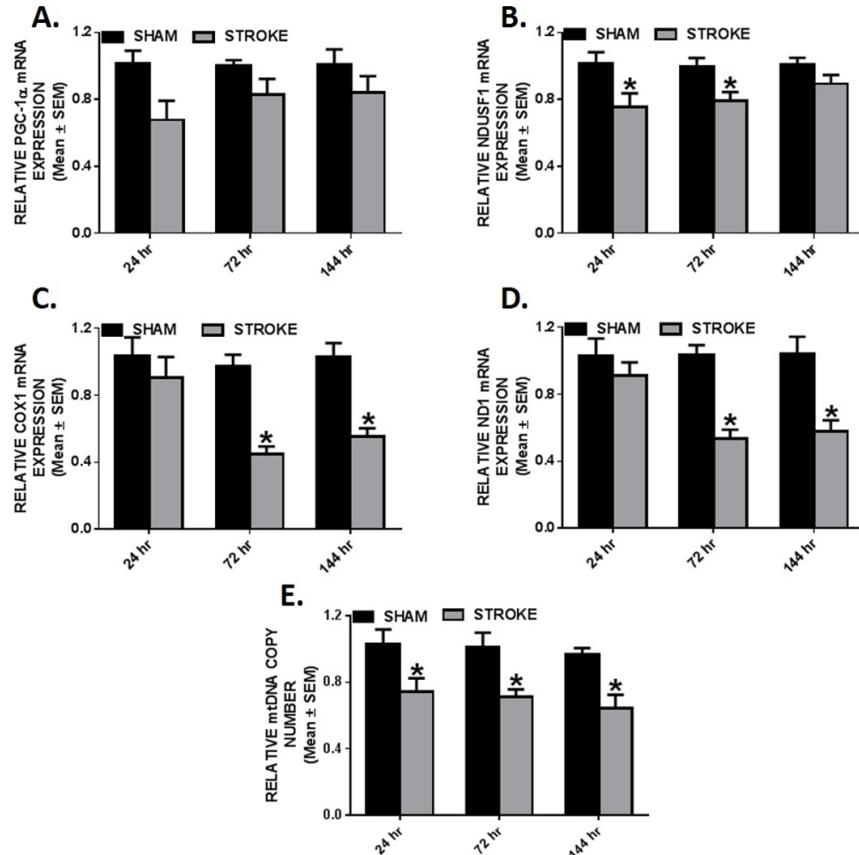 A.
SHAM STROKE
RELATIVE PGC-1α mRNA
EXPRESSION
(Mean ± SEM)
1.2
0.8
0.4
0.0
24 hr
72 hr
144 hr
B.
SHAM STROKE
RELATIVE NDUSF1 mRNA
EXPRESSION
(Mean ± SEM)
1.2
0.8
0.4
0.0
* *
24 hr
72 hr
144 hr
C.
SHAM STROKE
RELATIVE COX1 mRNA
EXPRESSION
(Mean ± SEM)
1.2
0.8
0.4
0.0
* *
24 hr
72 hr
144 hr
D.
SHAM STROKE
RELATIVE ND1 mRNA
EXPRESSION
(Mean ± SEM)
1.2
0.8
0.4
0.0
* *
24 hr
72 hr
144 hr
E.
SHAM STROKE
RELATIVE mtDNA COPY
NUMBER
(Mean ± SEM)
1.2
0.8
0.4
0.0
* * *
24 hr
72 hr
144 hr